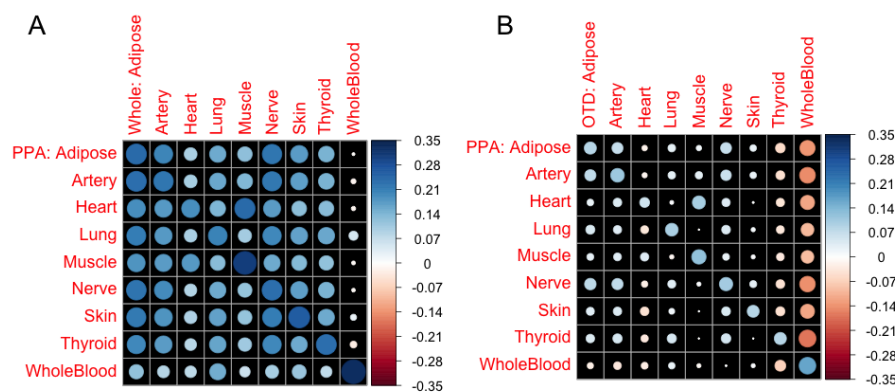 A
Whole: Adipose
Artery
Heart
Lung
Muscle
Nerve
Skin
Thyroid
WholeBlood
PPA: Adipose
Artery
Heart
Lung
Muscle
Nerve
Skin
Thyroid
WholeBlood
0.35
0.28
0.21
0.14
0.07
0
-0.07
-0.14
-0.21
-0.28
-0.35
B
OTD: Adipose
Artery
Heart
Lung
Muscle
Nerve
Skin
Thyroid
WholeBlood
PPA: Adipose
Artery
Heart
Lung
Muscle
Nerve
Skin
Thyroid
WholeBlood
0.35
0.28
0.21
0.14
0.07
0
-0.07
-0.14
-0.21
-0.28
-0.35